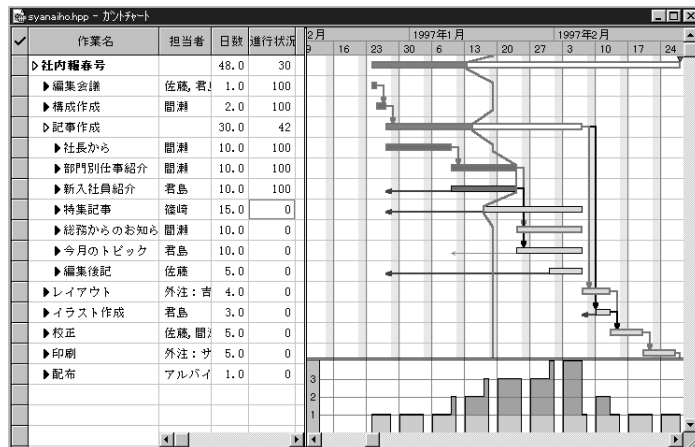 syanaiho.hpp - ガントチャート
✓ 作業名 担当者 日数 進行状況
2月 1997年1月 1997年2月
9 16 23 30 6 13 20 27 3 10 17 24
社内報春号 48.0 30
編集会議 佐藤, 君 1.0 100
構成作成 間瀬 2.0 100
記事作成 30.0 42
社長から 間瀬 10.0 100
部門別仕事紹介 間瀬 10.0 100
新入社員紹介 君島 10.0 100
特集記事 篠崎 15.0 0
総務からのお知ら 間瀬 10.0 0
今月のトピック 君島 10.0 0
編集後記 佐藤 5.0 0
レイアウト 外注：吉 4.0 0
イラスト作成 君島 3.0 0
校正 佐藤, 間 5.0 0
印刷 外注：サ 5.0 0
配布 アルバイ 1.0 0
3
2
1